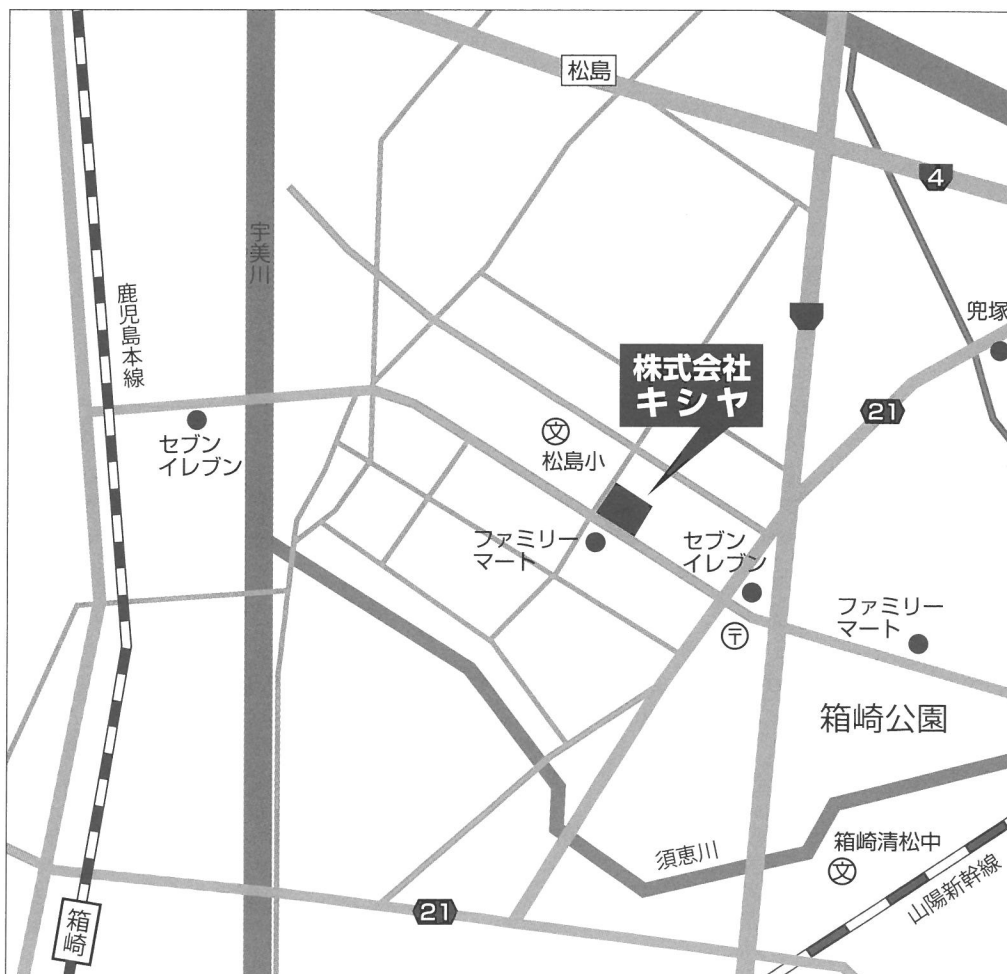 松島
4
宇美川
鹿児島本線
兜塚
株式会社
キシヤ
21
セブン
イレブン
文
松島小
ファミリー
マート
セブン
イレブン
〒
ファミリー
マート
箱崎公園
須恵川
箱崎清松中
文
山陽新幹線
21
箱崎